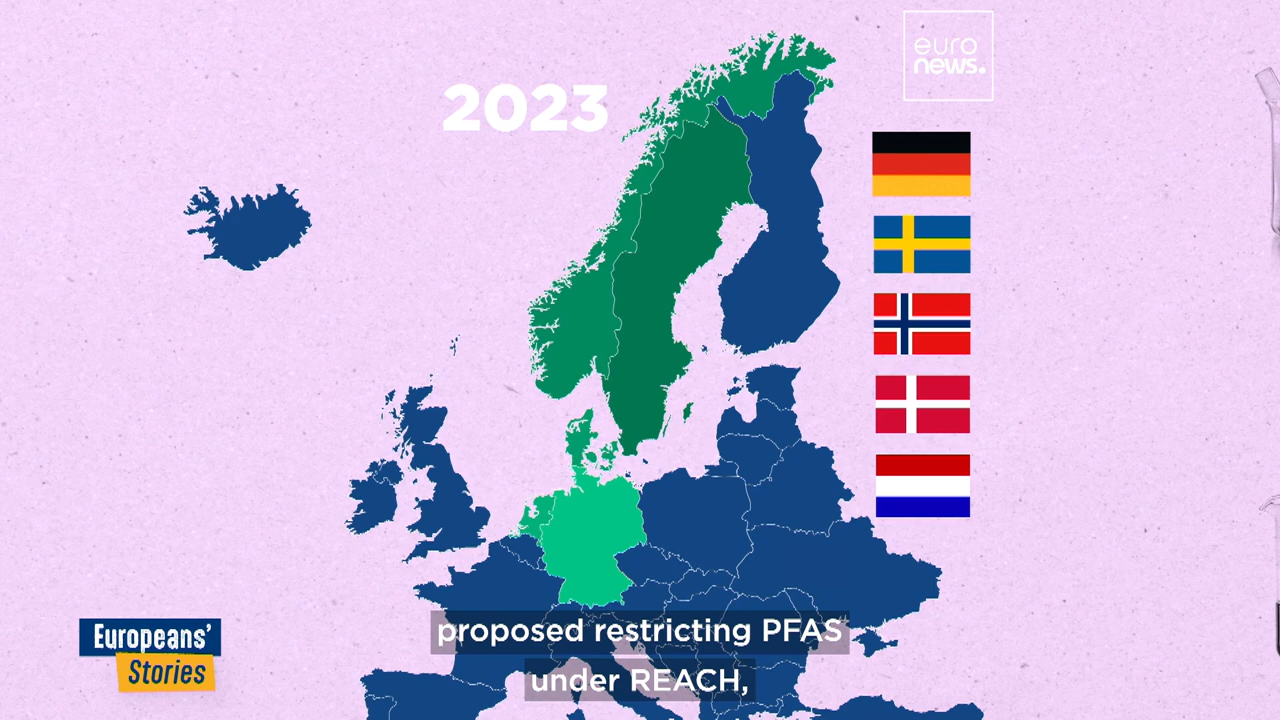 euro
news.
2023
Europeans'
Stories
proposed restricting PFAS
under REACH,